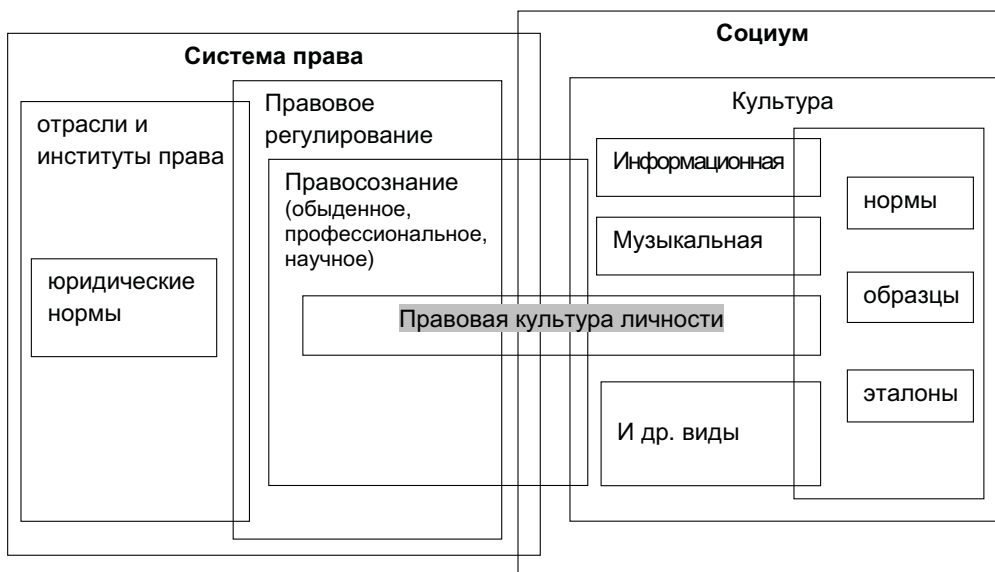 Система права
Социум
отрасли и
институты права
юридические
нормы
Правовое
регулирование
Правосознание
(обыденное,
профессиональное,
научное)
Правовая культура личности
Культура
Информационная
Музыкальная
И др. виды
нормы
образцы
эталоны